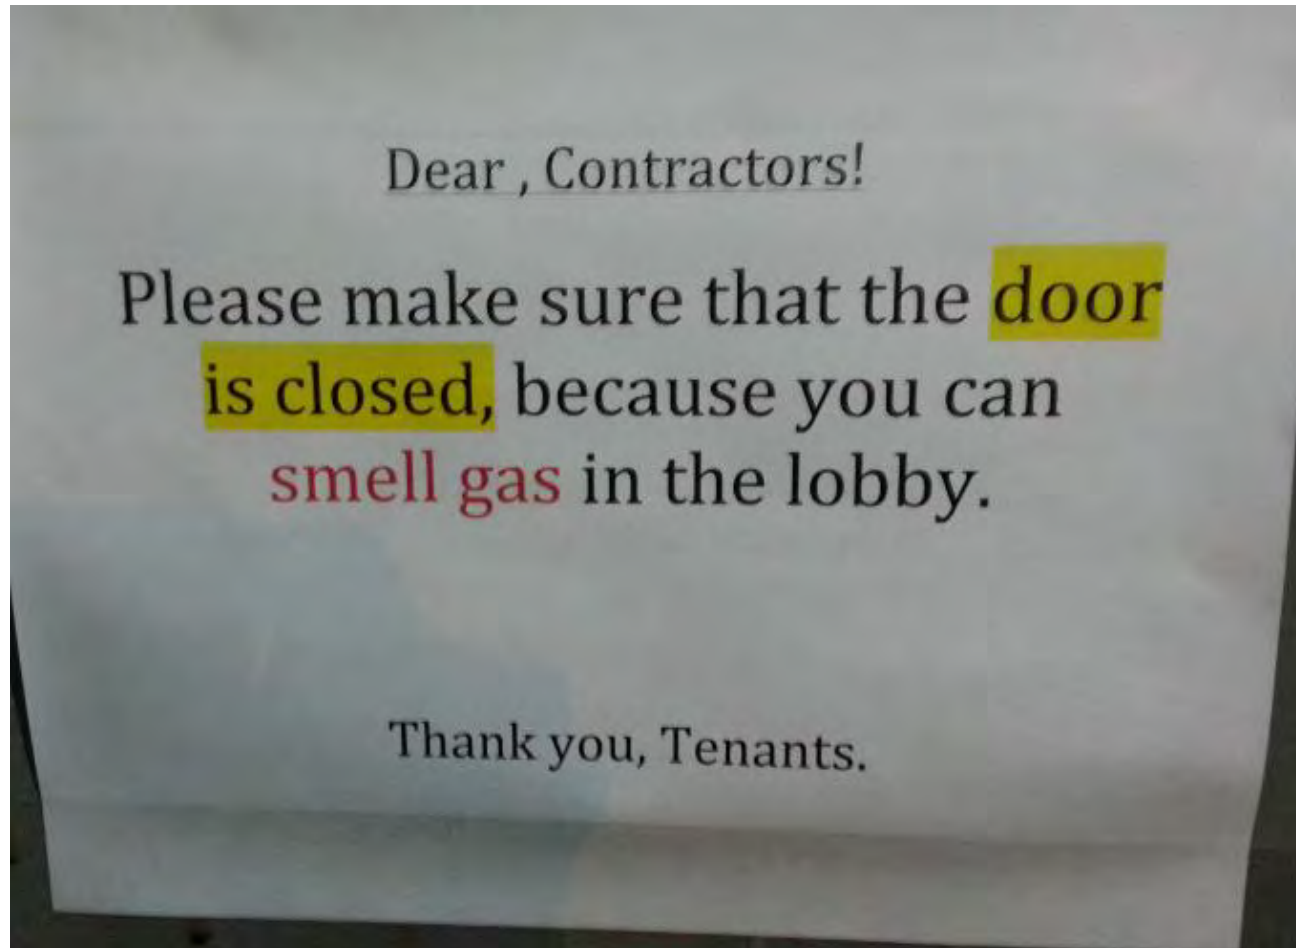 Dear , Contractors!
Please make sure that the door
is closed, because you can
smell gas in the lobby.
Thank you, Tenants.